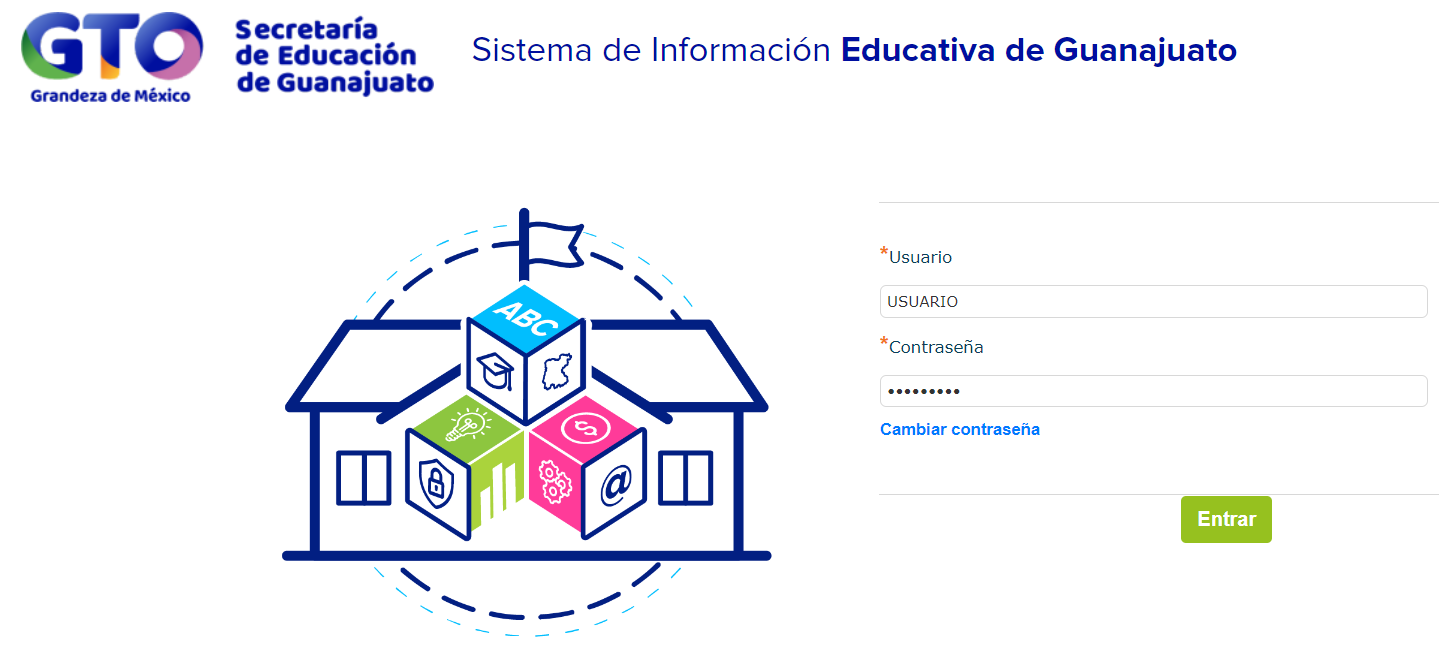 GTO
Grandeza de México
Secretaría
de Educación
de Guanajuato
Sistema de Información Educativa de Guanajuato
ABC
$
@
*Usuario
USUARIO
*Contraseña
•••••••••
Cambiar contraseña
Entrar